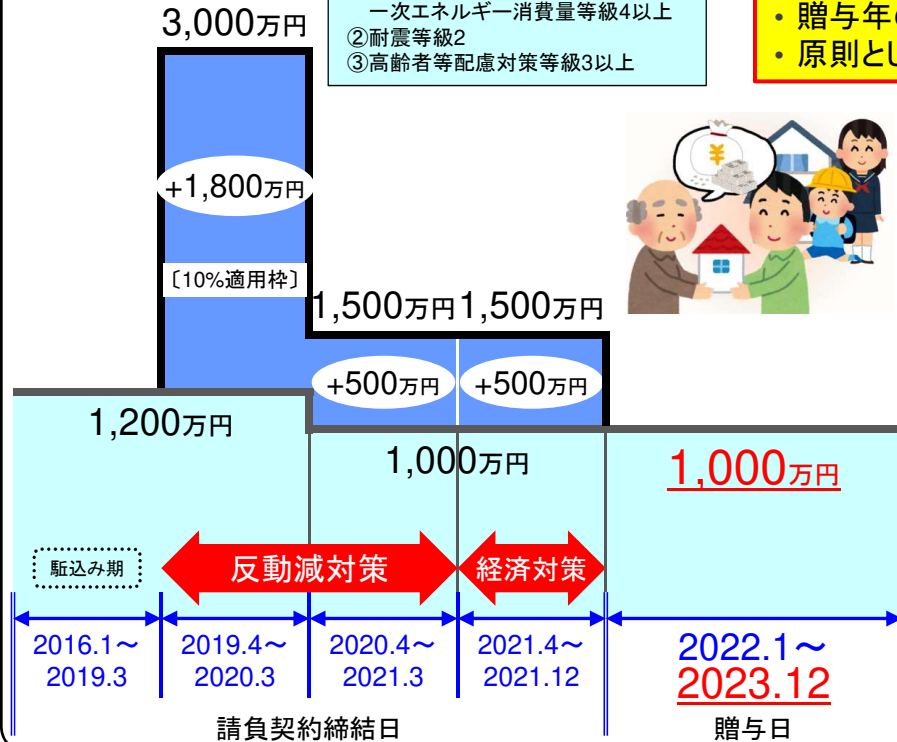 一次エネルギー消費量等級4以上
②耐震等級2
③高齢者等配慮対策等級3以上
・贈与年
・原則とし
3,000万円
¥
+1,800万円
〔10%適用枠〕
1,500万円 1,500万円
+500万円 +500万円
1,200万円
1,000万円
1,000万円
駈込み期
反動減対策
経済対策
2016.1～
2019.3
2019.4～
2020.3
2020.4～
2021.3
2021.4～
2021.12
2022.1～
2023.12
請負契約締結日
贈与日